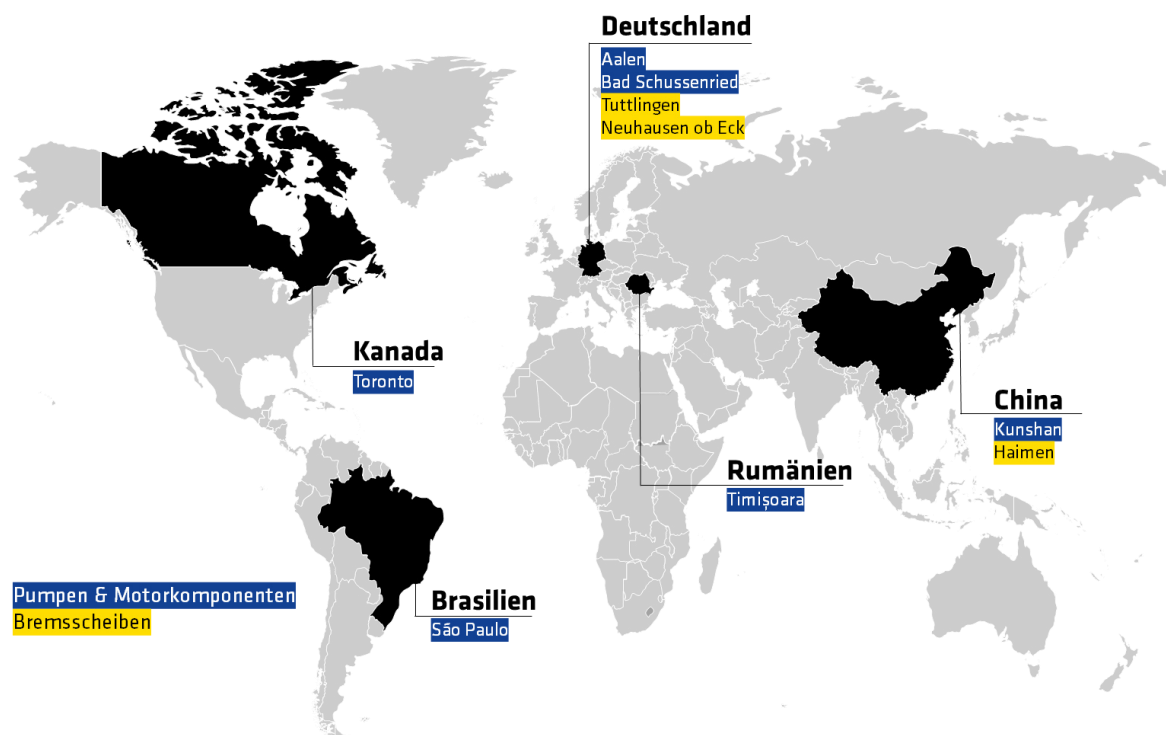 Deutschland
Aalen
Bad Schussenried
Tuttlingen
Neuhausen ob Eck
Kanada
Toronto
China
Kunshan
Haimen
Rumänien
Timișoara
Brasilien
São Paulo
Pumpen & Motorkomponenten
Bremsscheiben